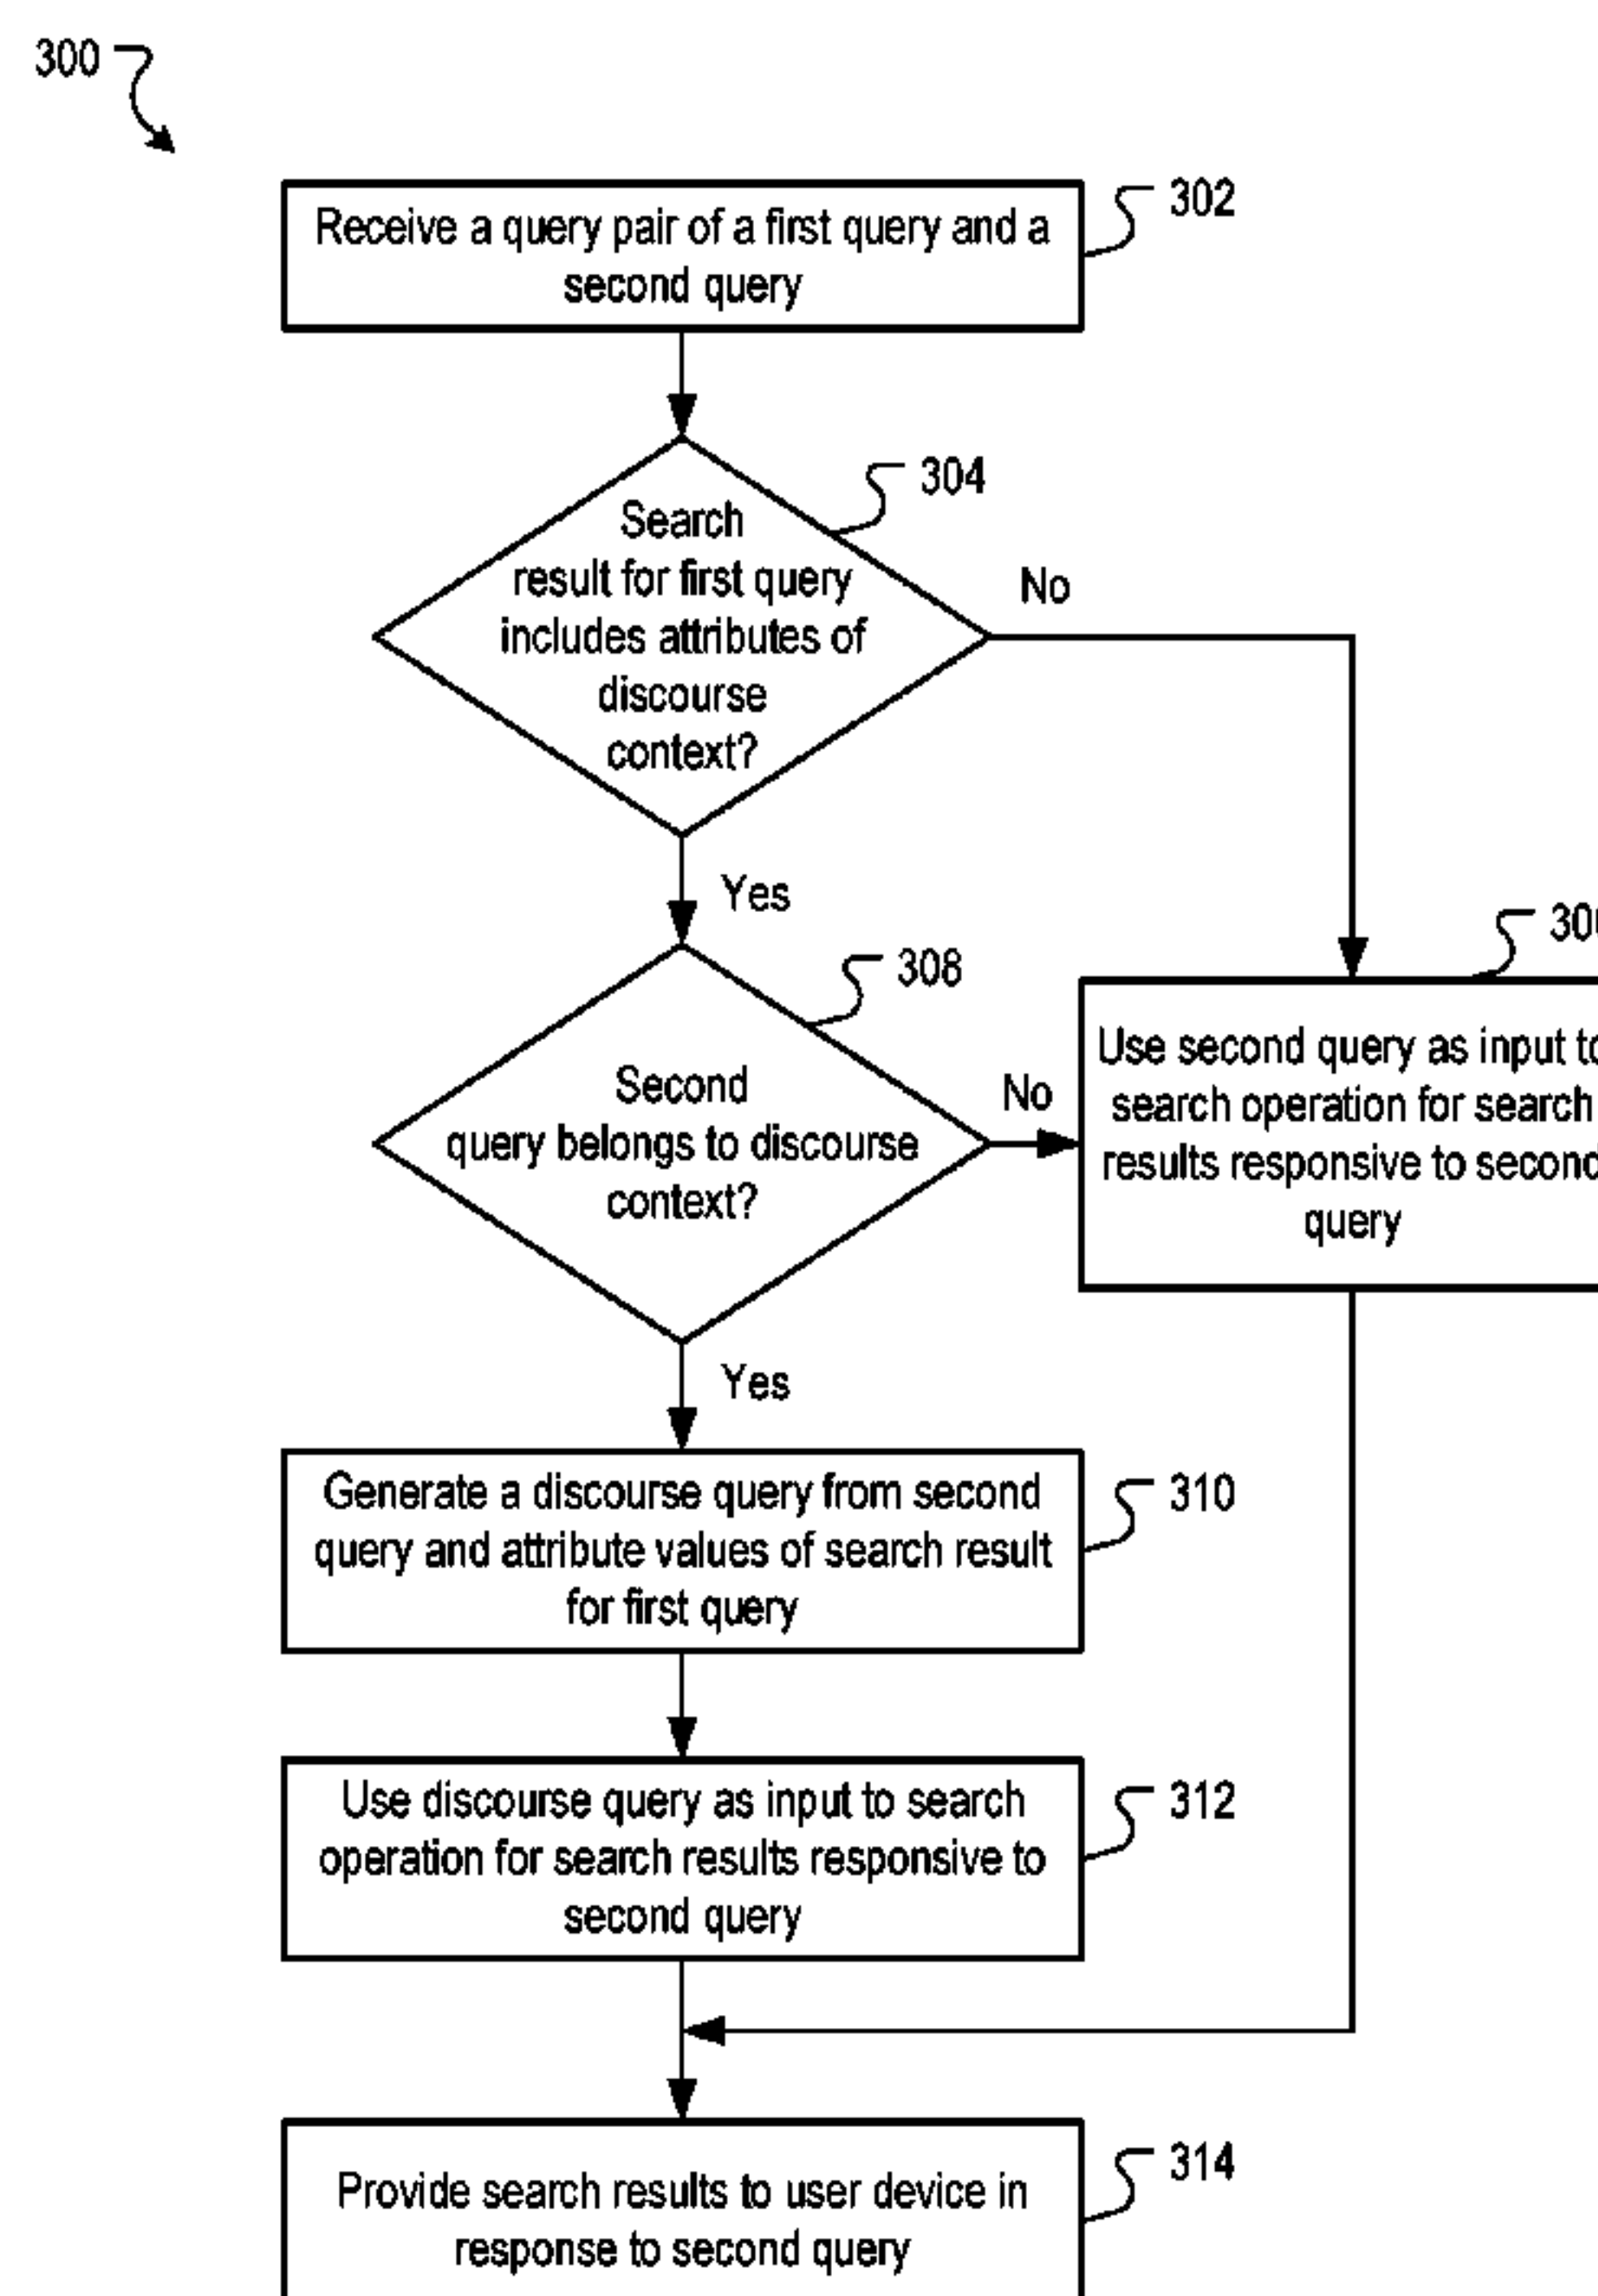 300
302
Receive a query pair of a first query and a
second query
304
Search
result for first query
includes attributes of
discourse
context?
No
Yes
308
Second
query belongs to discourse
context?
No
Use second query as input
search operation for search
results responsive to second
query
Yes
310
Generate a discourse query from second
query and attribute values of search result
for first query
312
Use discourse query as input to search
operation for search results responsive to
second query
314
Provide search results to user device in
response to second query